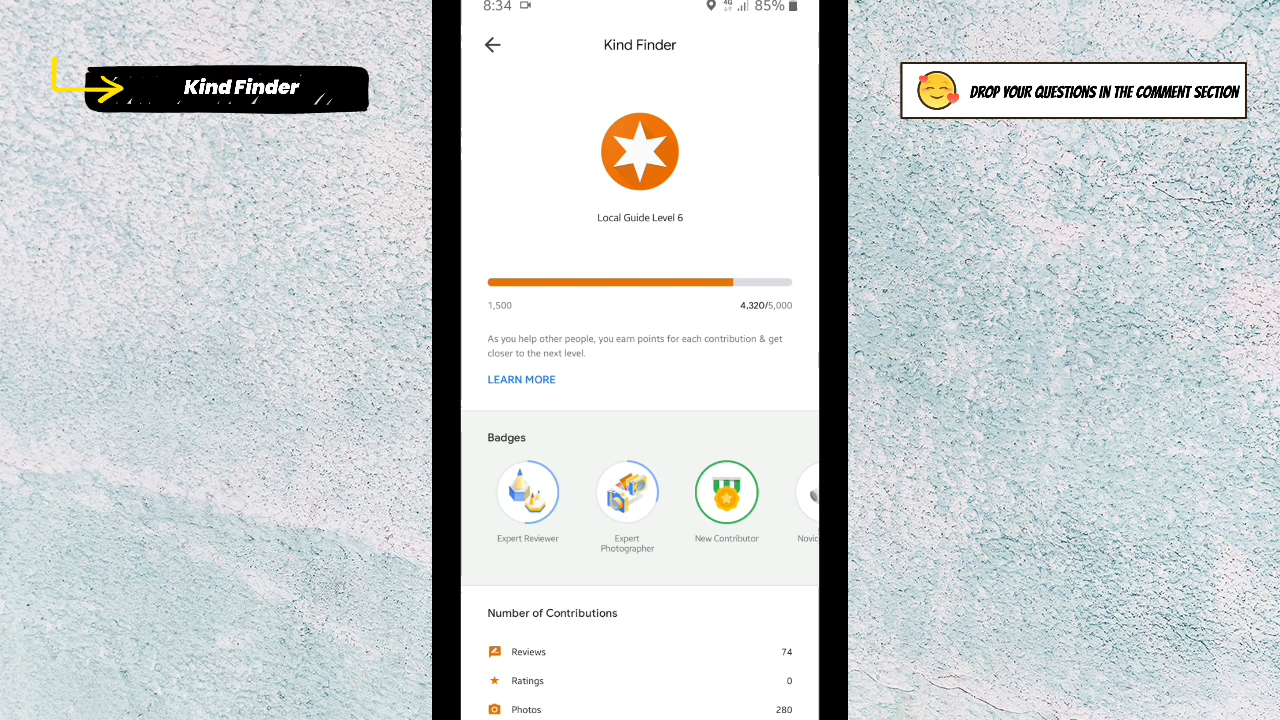 8:34
4G
85%
Kind Finder
Kind Finder
DROP YOUR QUESTIONS IN THE COMMENT SECTION
Local Guide Level 6
1,500
4,320/5,000
As you help other people, you earn points for each contribution & get
closer to the next level.
LEARN MORE
Badges
Expert Reviewer
Expert
Photographer
New Contributor
Novic
Number of Contributions
Reviews 74
Ratings 0
Photos 280